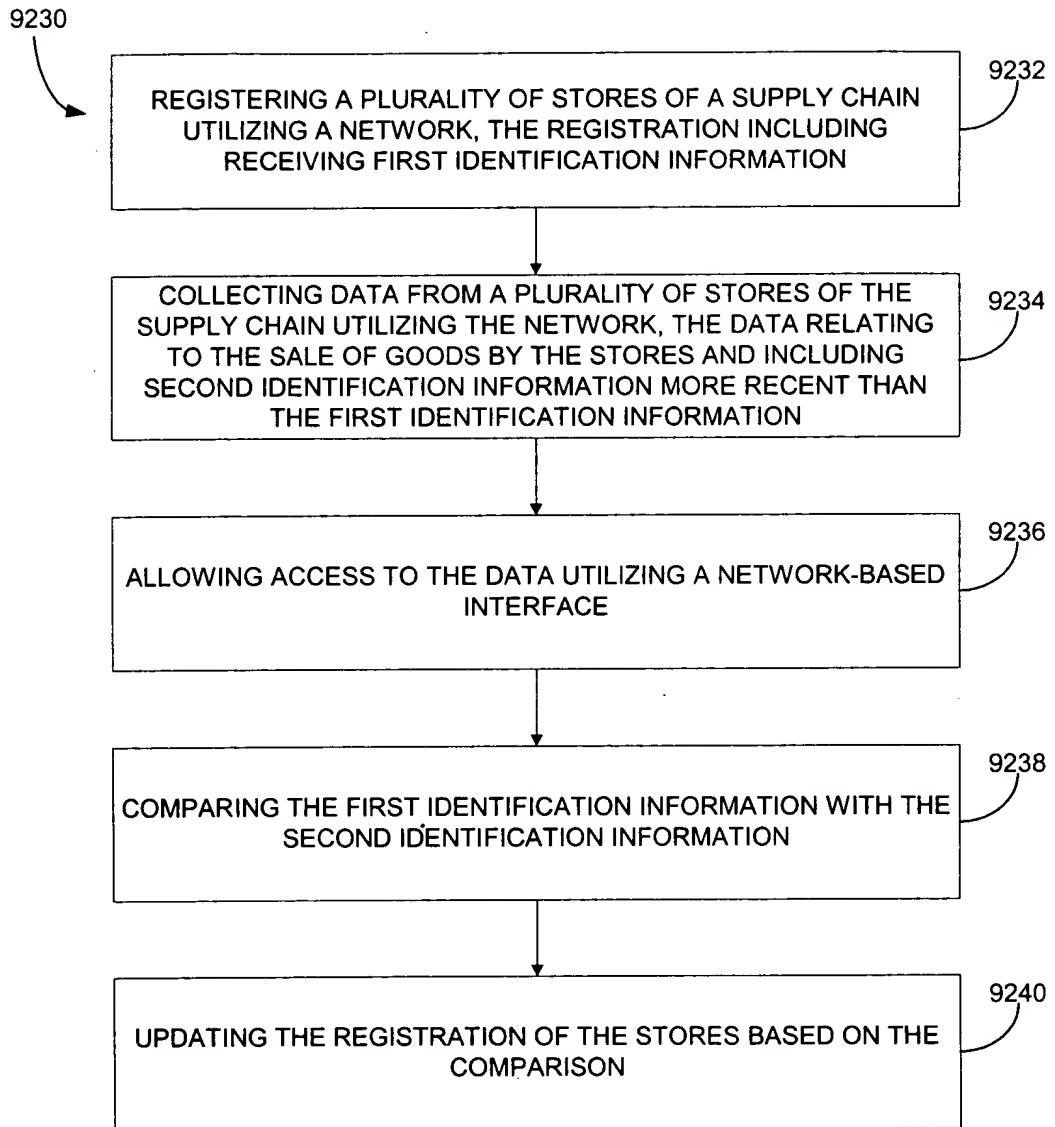 9230
9232
REGISTERING A PLURALITY OF STORES OF A SUPPLY CHAIN
UTILIZING A NETWORK, THE REGISTRATION INCLUDING
RECEIVING FIRST IDENTIFICATION INFORMATION
9234
COLLECTING DATA FROM A PLURALITY OF STORES OF THE
SUPPLY CHAIN UTILIZING THE NETWORK, THE DATA RELATING
TO THE SALE OF GOODS BY THE STORES AND INCLUDING
SECOND IDENTIFICATION INFORMATION MORE RECENT THAN
THE FIRST IDENTIFICATION INFORMATION
9236
ALLOWING ACCESS TO THE DATA UTILIZING A NETWORK-BASED
INTERFACE
9238
COMPARING THE FIRST IDENTIFICATION INFORMATION WITH THE
SECOND IDENTIFICATION INFORMATION
9240
UPDATING THE REGISTRATION OF THE STORES BASED ON THE
COMPARISON